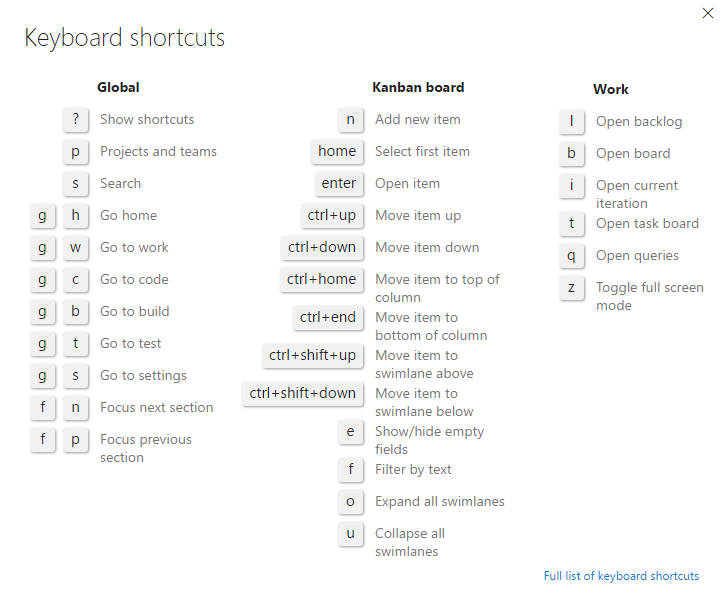 Keyboard shortcuts
Global
? Show shortcuts
p Projects and teams
s Search
g h Go home
g w Go to work
g c Go to code
g b Go to build
g t Go to test
g s Go to settings
f n Focus next section
f p Focus previous
section
Kanban board
n Add new item
home Select first item
enter Open item
ctrl+up Move item up
ctrl+down Move item down
ctrl+home Move item to top of
column
ctrl+end Move item to
bottom of column
ctrl+shift+up Move item to
swimlane above
ctrl+shift+down Move item to
swimlane below
e Show/hide empty
fields
f Filter by text
o Expand all swimlanes
u Collapse all
swimlanes
Work
l Open backlog
b Open board
i Open current
iteration
t Open task board
q Open queries
z Toggle full screen
mode
Full list of keyboard shortcuts